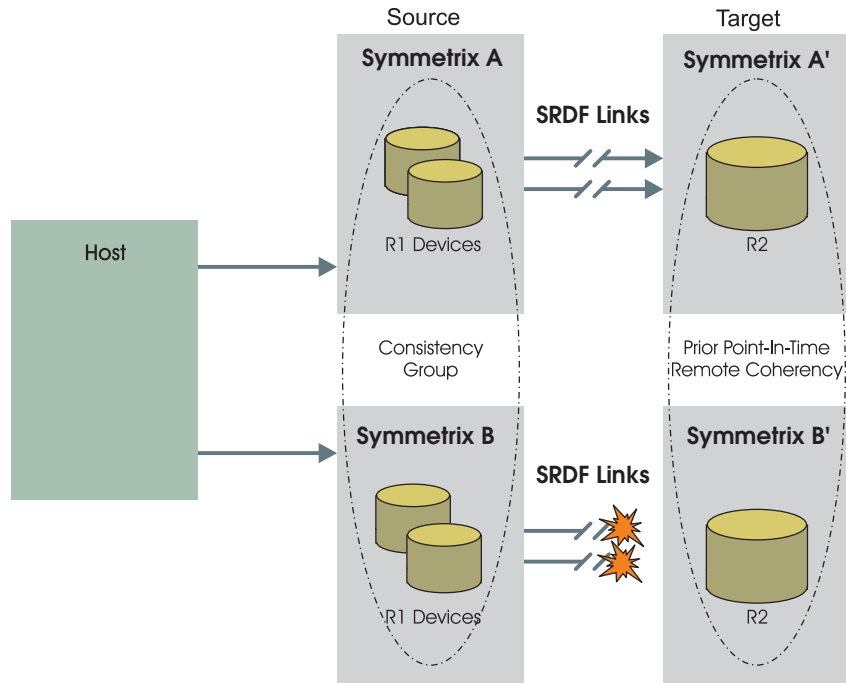 Source
Target
Symmetrix A
Symmetrix A'
SRDF Links
R1 Devices
R2
Host
Consistency
Group
Prior Point-In-Time
Remote Coherency
Symmetrix B
Symmetrix B'
SRDF Links
R1 Devices
R2